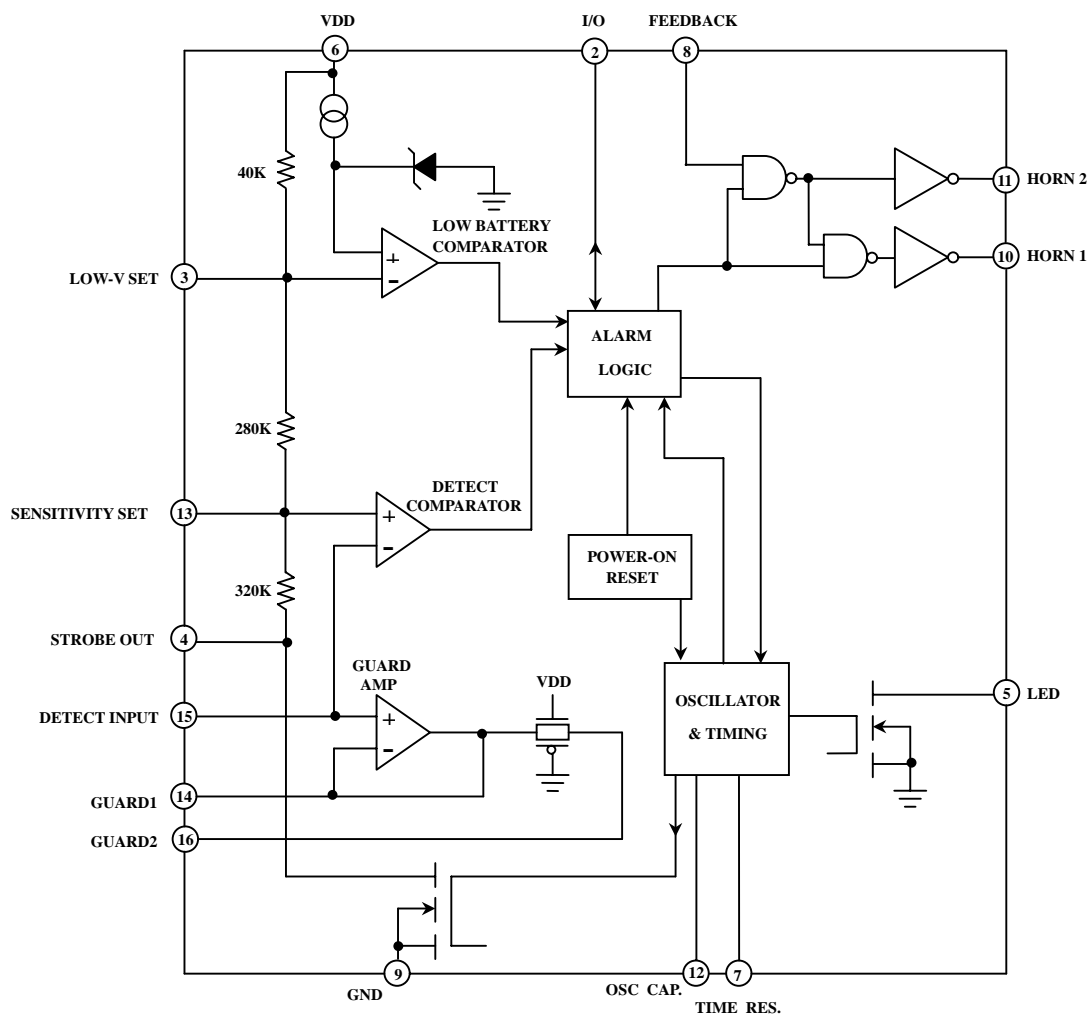 VDD
I/O
FEEDBACK
6
2
8
40K
11
HORN 2
LOW BATTERY
COMPARATOR
+
-
10
HORN 1
LOW-V SET
3
ALARM
LOGIC
280K
DETECT
COMPARATOR
SENSITIVITY SET
13
+
-
POWER-ON
RESET
320K
STROBE OUT
4
GUARD
AMP
VDD
OSCILLATOR
& TIMING
5
LED
DETECT INPUT
15
+
-
GUARD1
14
GUARD2
16
9
GND
12
OSC CAP.
7
TIME RES.